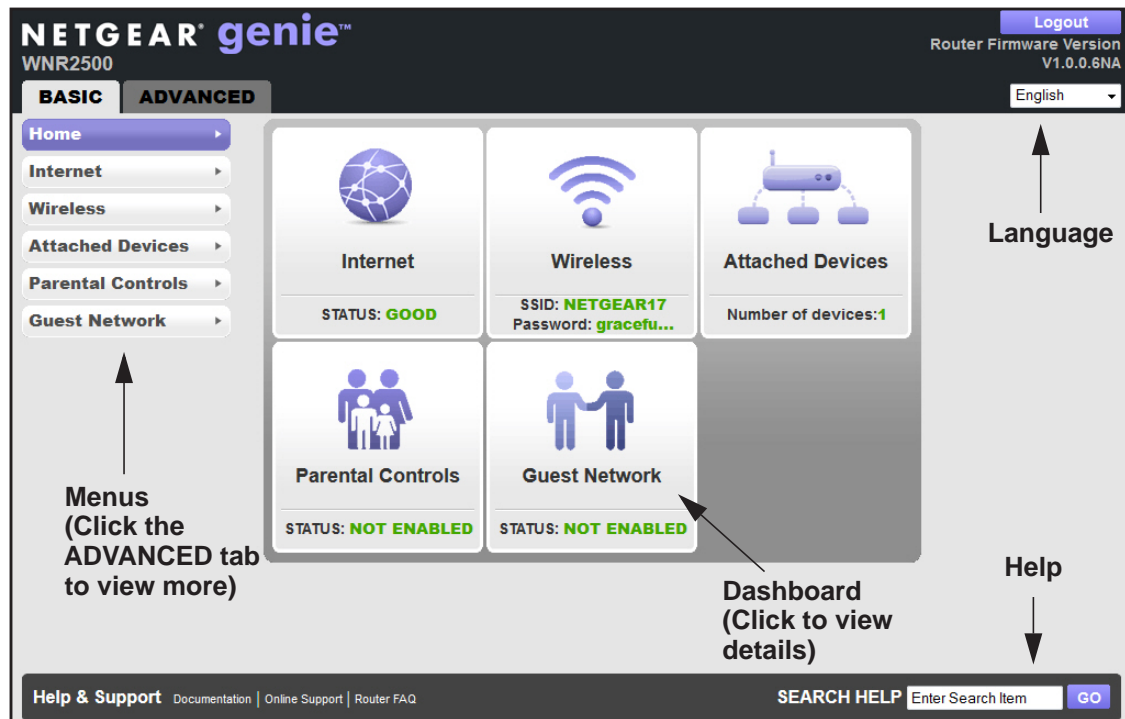 NETGEAR® genie™
WNR2500
Logout
Router Firmware Version
V1.0.0.6NA
BASIC
ADVANCED
English
Home
Internet
Wireless
Attached Devices
Parental Controls
Guest Network
Internet
STATUS: GOOD
Wireless
SSID: NETGEAR17
Password: gracefu...
Attached Devices
Number of devices:1
Parental Controls
STATUS: NOT ENABLED
Guest Network
STATUS: NOT ENABLED
Language
Menus
(Click the
ADVANCED tab
to view more)
Dashboard
(Click to view
details)
Help
Help & Support Documentation | Online Support | Router FAQ
SEARCH HELP Enter Search Item GO